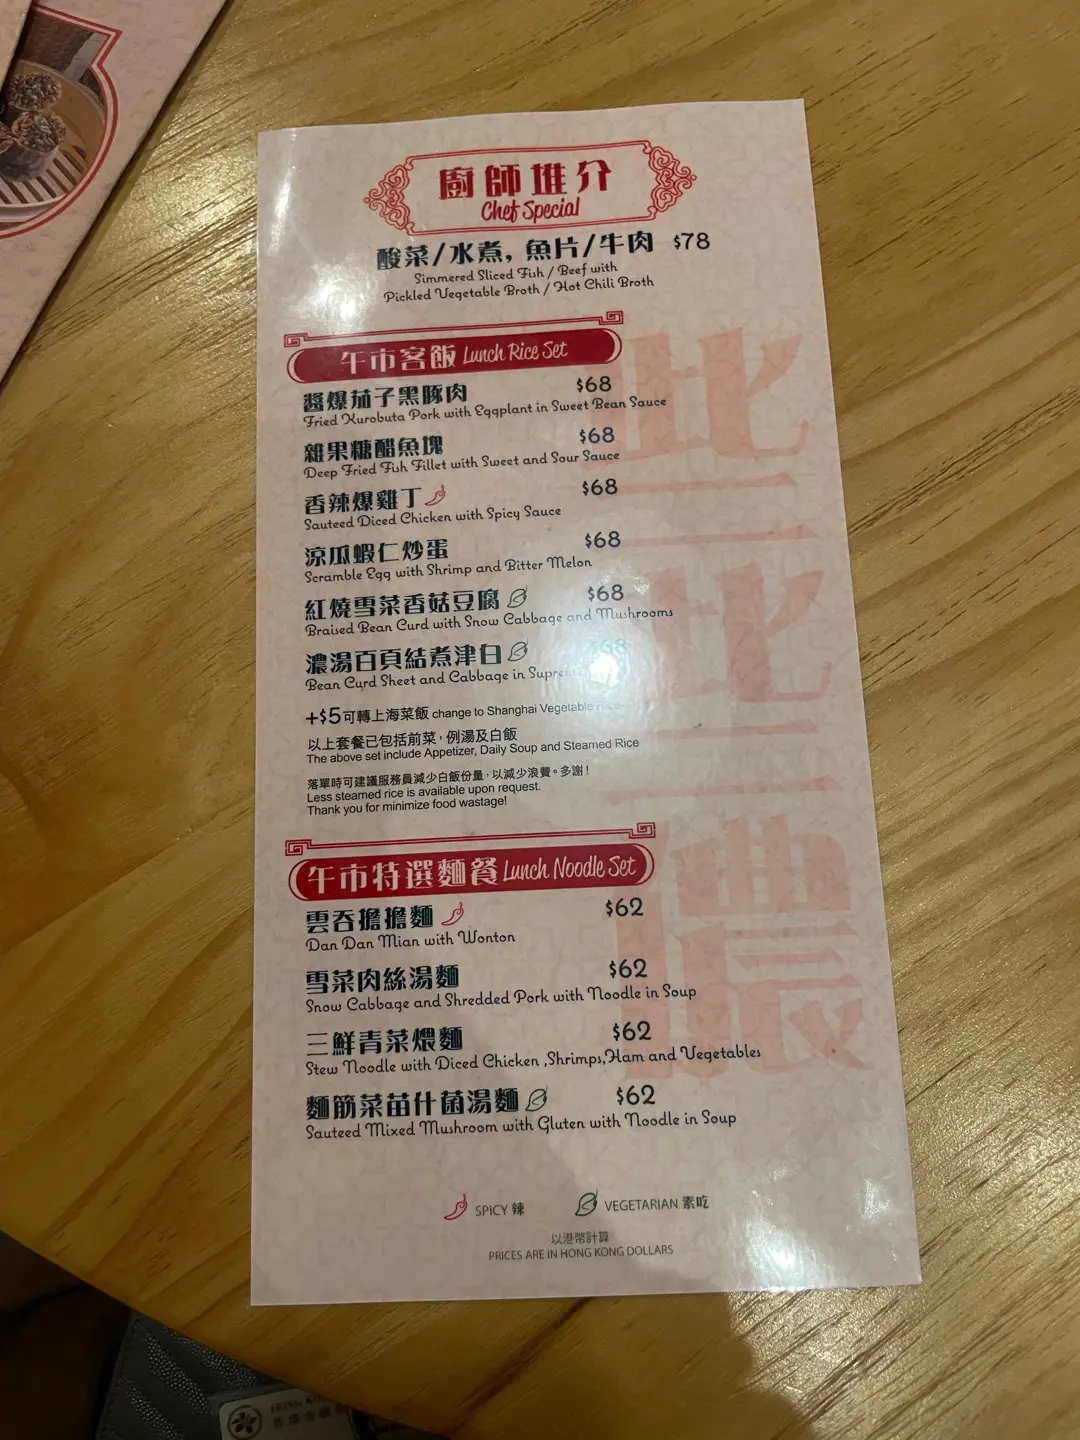 廚師推介
Chef Special
酸菜/水煮, 魚片/牛肉 $78
Simmered Sliced Fish / Beef with
Pickled Vegetable Broth / Hot Chili Broth
午市客飯 Lunch Rice Set
醬爆茄子黑豚肉 $68
Fried Kurobuta Pork with Eggplant in Sweet Bean Sauce
雜果糖醋魚塊 $68
Deep Fried Fish Fillet with Sweet and Sour Sauce
香辣爆雞丁 $68
Sauteed Diced Chicken with Spicy Sauce
涼瓜蝦仁炒蛋 $68
Scramble Egg with Shrimp and Bitter Melon
紅燒雪菜香菇豆腐 $68
Braised Bean Curd with Snow Cabbage and Mushrooms
濃湯百頁結煮津白 $68
Bean Curd Sheet and Cabbage in
+$5可轉上海菜飯 change to Shanghai Vegetable Rice
以上套餐已包括前菜，例湯及白飯
The above set include Appetizer, Daily Soup and Steamed Rice
落單時可建議服務員減少白飯份量，以減少浪費。多謝！
Less steamed rice is available upon request.
Thank you for minimize food wastage!
午市特選麵餐 Lunch Noodle Set
雲吞擔擔麵 $62
Dan Dan Mian with Wonton
雪菜肉絲湯麵 $62
Snow Cabbage and Shredded Pork with Noodle in Soup
三鮮青菜煨麵 $62
Stew Noodle with Diced Chicken ,Shrimps,Ham and Vegetables
麵筋菜苗什菌湯麵 $62
Sauteed Mixed Mushroom with Gluten with Noodle in Soup
SPICY 辣 VEGETARIAN 素吃
以港幣計算
PRICES ARE IN HONG KONG DOLLARS